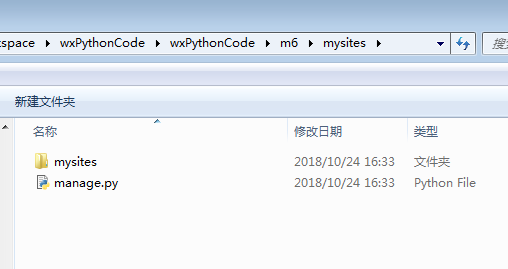 tspace ▸ wxPythonCode ▸ wxPythonCode ▸ m6 ▸ mysites ▸ 搜
新建文件夹
名称 修改日期 类型
mysites 2018/10/24 16:33 文件夹
manage.py 2018/10/24 16:33 Python File